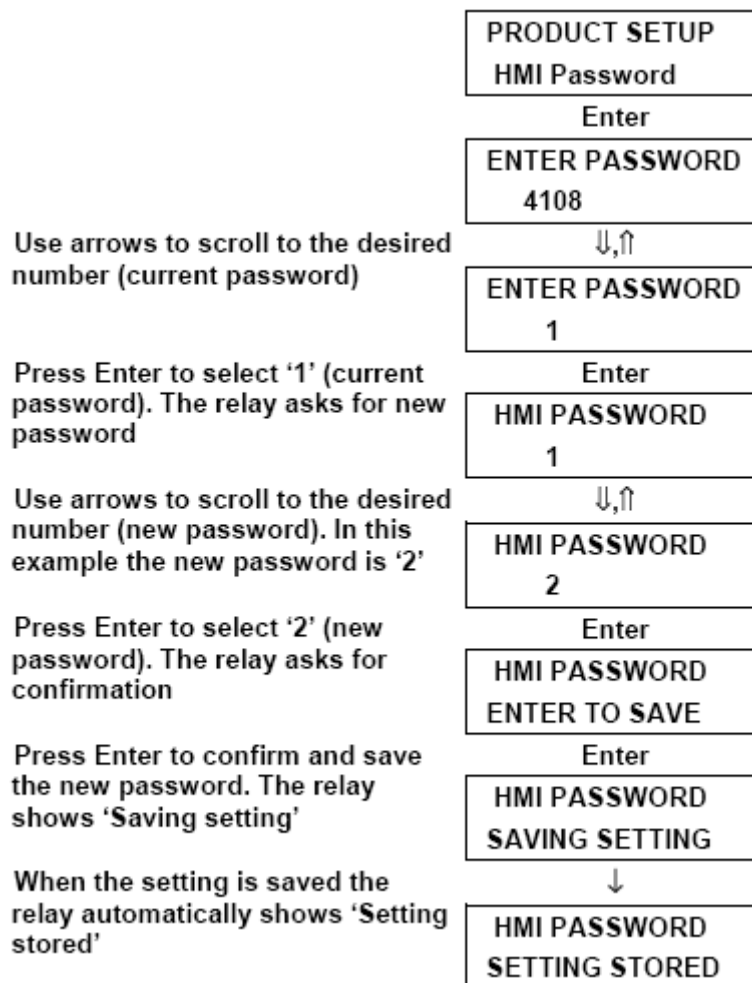 PRODUCT SETUP
HMI Password
Enter
ENTER PASSWORD
4108
Use arrows to scroll to the desired
number (current password)
⇓,⇑
ENTER PASSWORD
1
Press Enter to select ‘1’ (current
password). The relay asks for new
password
Enter
HMI PASSWORD
1
Use arrows to scroll to the desired
number (new password). In this
example the new password is ‘2’
⇓,⇑
HMI PASSWORD
2
Press Enter to select ‘2’ (new
password). The relay asks for
confirmation
Enter
HMI PASSWORD
ENTER TO SAVE
Press Enter to confirm and save
the new password. The relay
shows ‘Saving setting’
Enter
HMI PASSWORD
SAVING SETTING
When the setting is saved the
relay automatically shows ‘Setting
stored’
↓
HMI PASSWORD
SETTING STORED